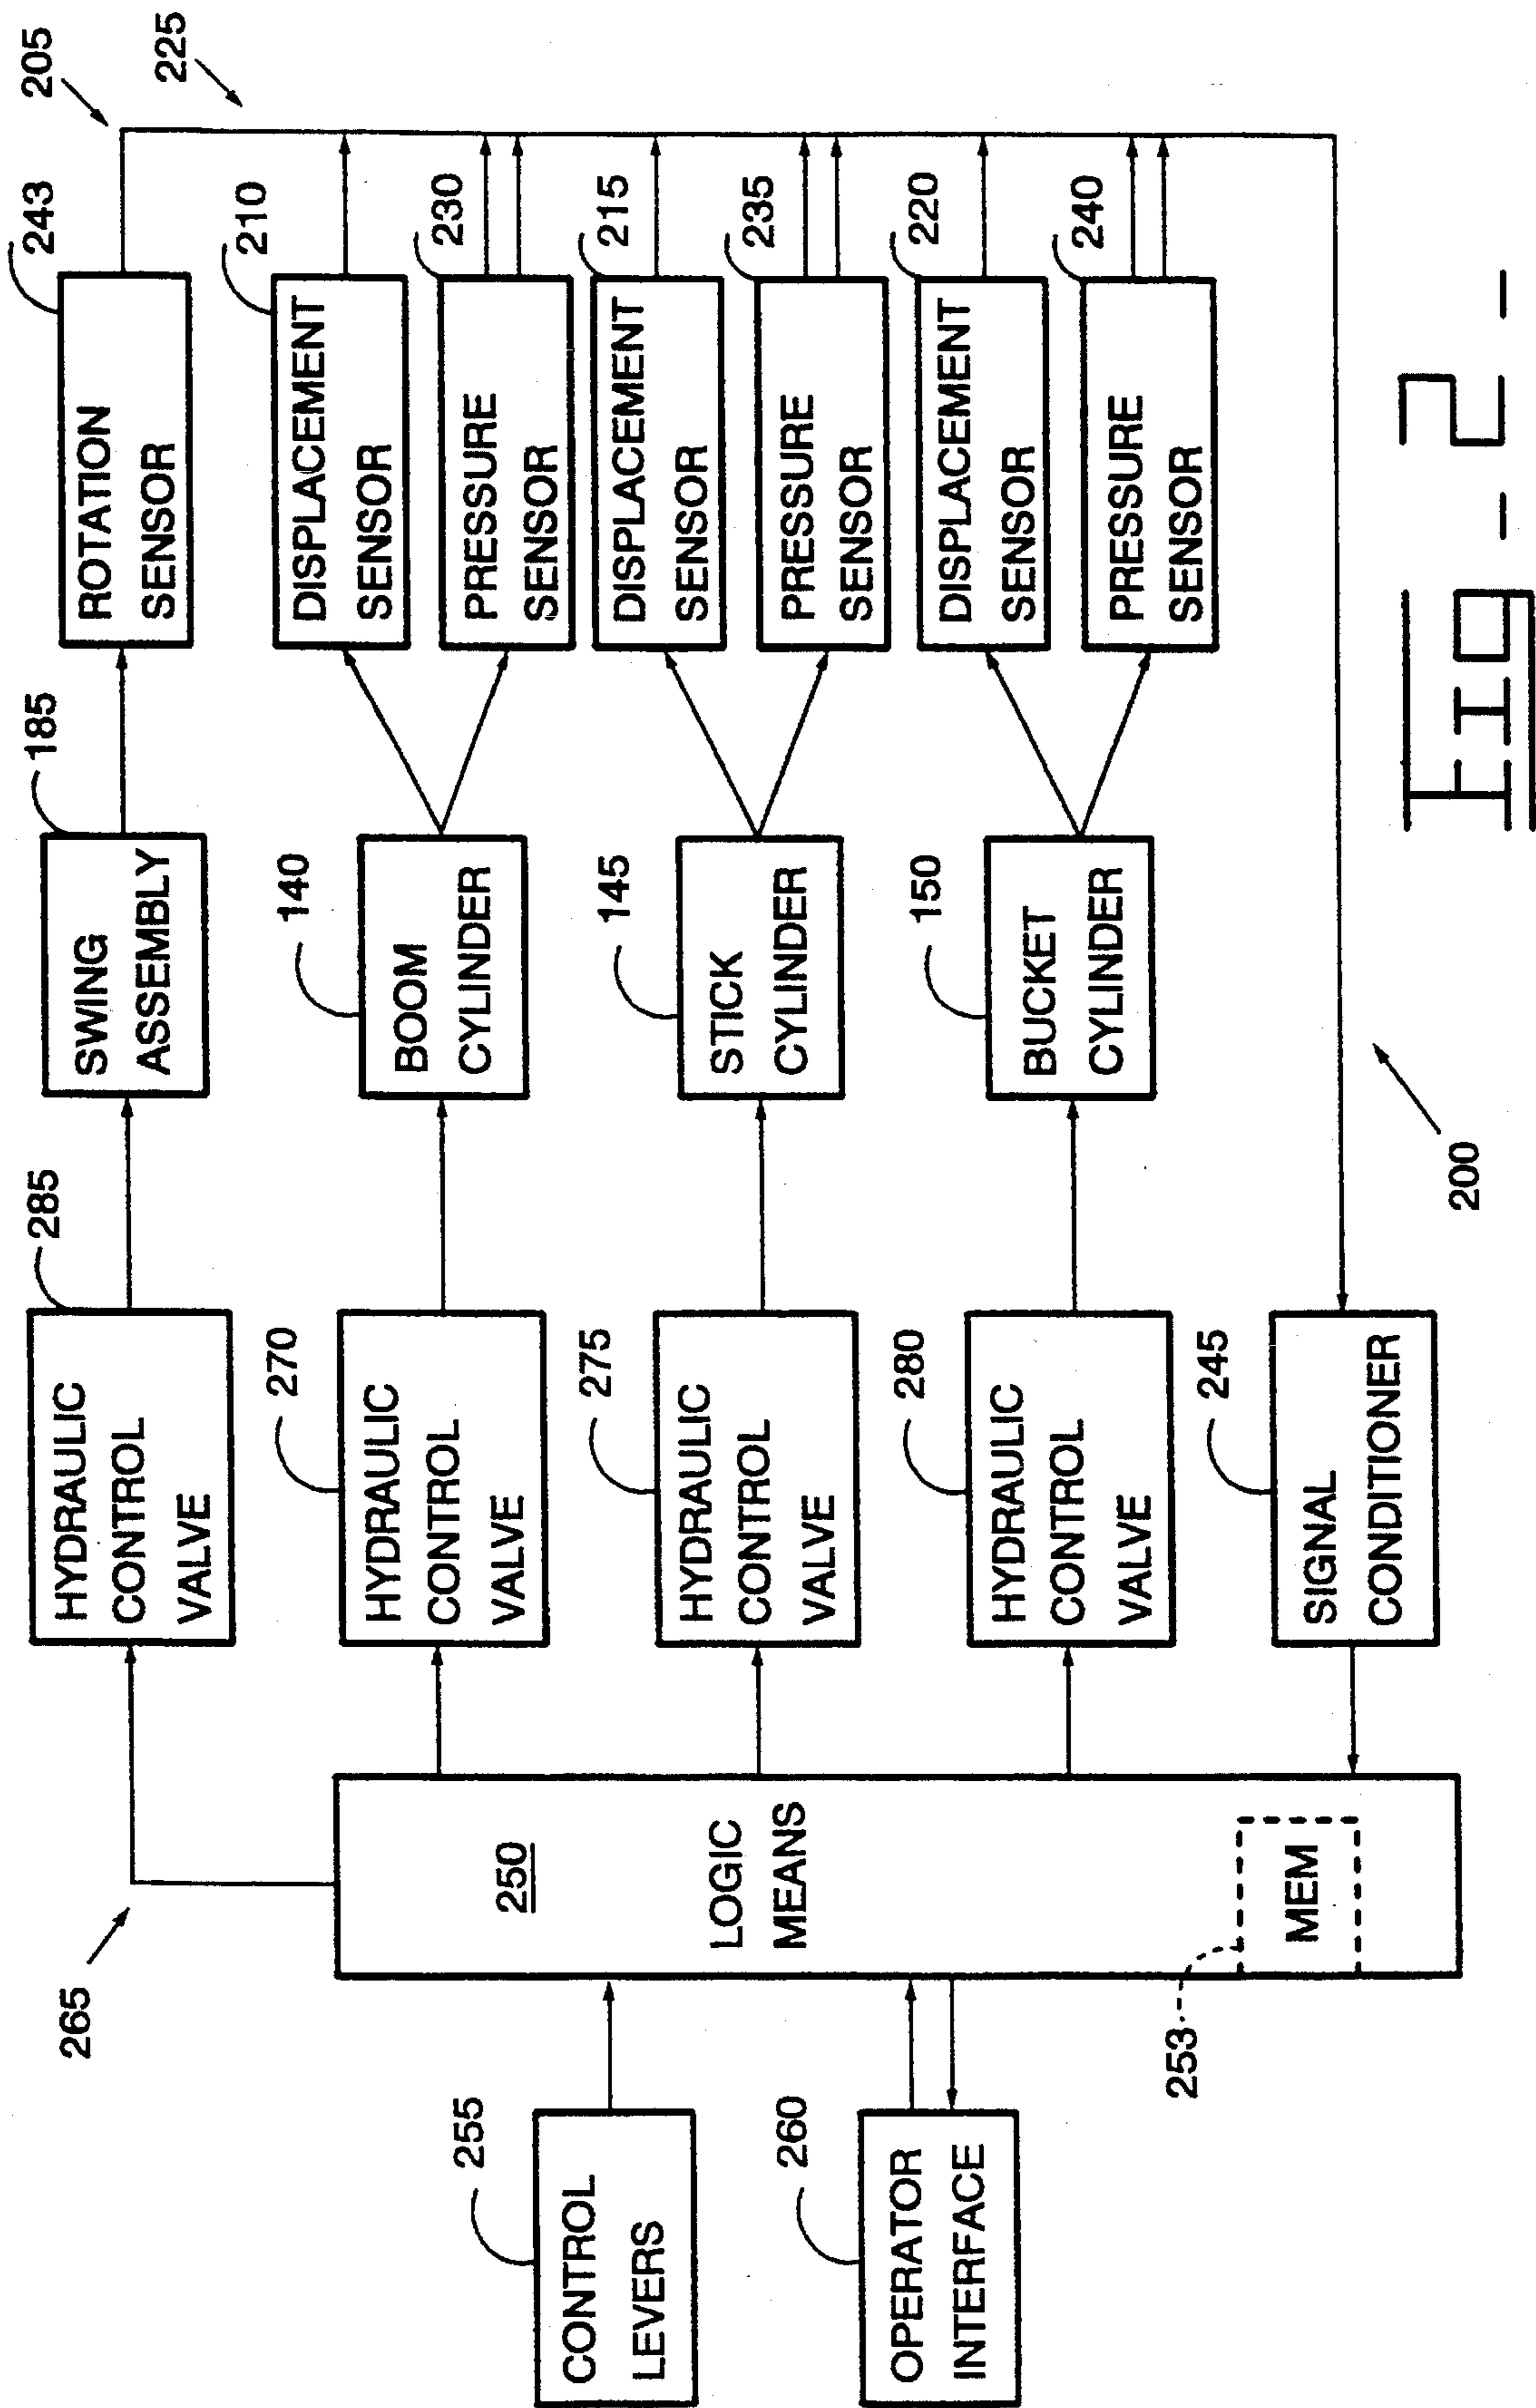 205
225
243
ROTATION
SENSOR
210
DISPLACEMENT
SENSOR
230
PRESSURE
SENSOR
215
DISPLACEMENT
SENSOR
235
PRESSURE
SENSOR
220
DISPLACEMENT
SENSOR
240
PRESSURE
SENSOR
185
SWING
ASSEMBLY
140
BOOM
CYLINDER
145
STICK
CYLINDER
150
BUCKET
CYLINDER
285
HYDRAULIC
CONTROL
VALVE
270
HYDRAULIC
CONTROL
VALVE
275
HYDRAULIC
CONTROL
VALVE
280
HYDRAULIC
CONTROL
VALVE
245
SIGNAL
CONDITIONER
200
265
250
LOGIC
MEANS
MEM
253
255
CONTROL
LEVERS
260
OPERATOR
INTERFACE
FIG - 2 -